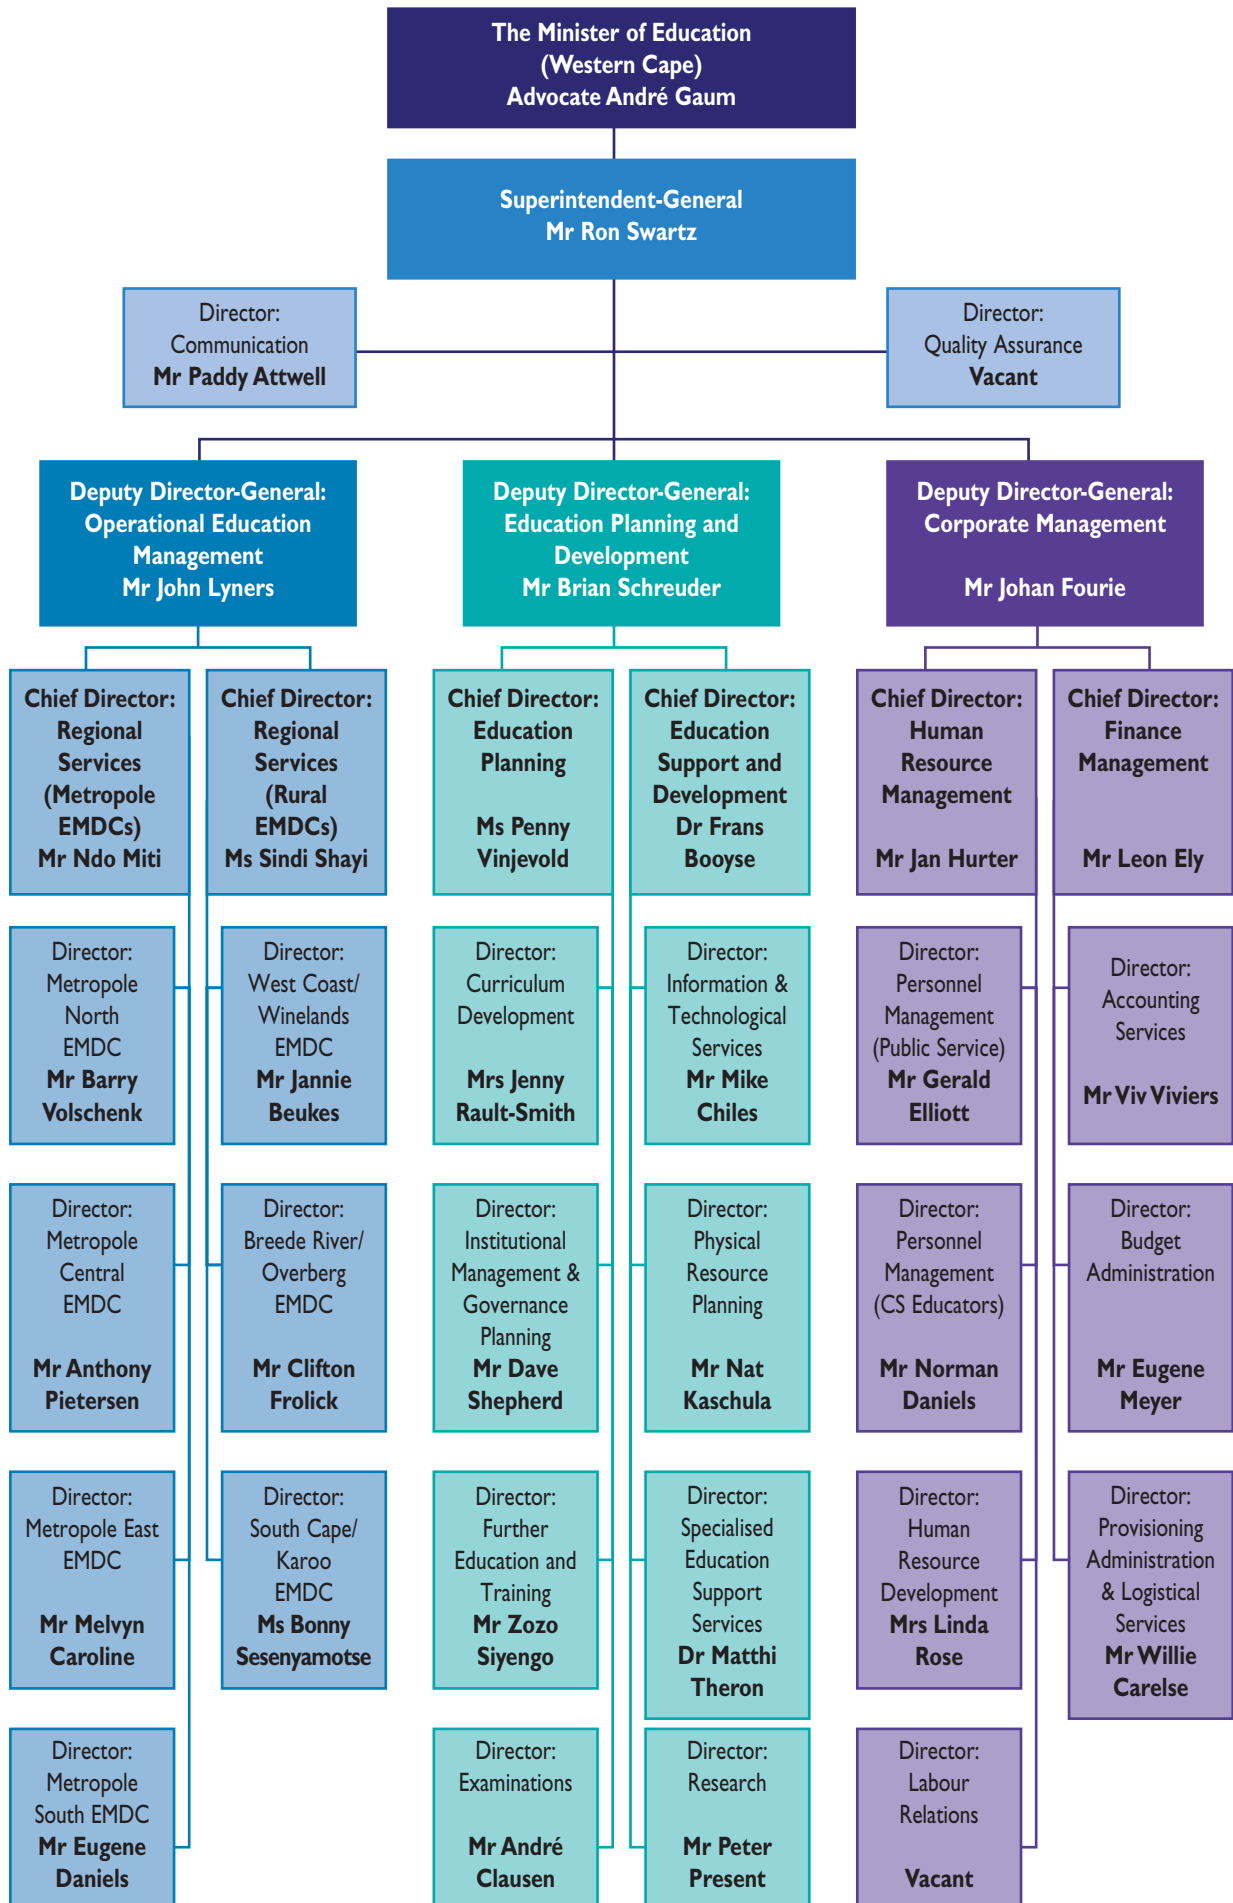 The Minister of Education
(Western Cape)
Advocate André Gaum
Superintendent-General
Mr Ron Swartz
Director:
Communication
Mr Paddy Attwell
Director:
Quality Assurance
Vacant
Deputy Director-General:
Operational Education
Management
Mr John Lyners
Deputy Director-General:
Education Planning and
Development
Mr Brian Schreuder
Deputy Director-General:
Corporate Management
Mr Johan Fourie
Chief Director:
Regional
Services
(Metropole
EMDCs)
Mr Ndo Miti
Chief Director:
Regional
Services
(Rural
EMDCs)
Ms Sindi Shayi
Chief Director:
Education
Planning
Ms Penny
Vinjevold
Chief Director:
Education
Support and
Development
Dr Frans
Booyse
Chief Director:
Human
Resource
Management
Mr Jan Hurter
Chief Director:
Finance
Management
Mr Leon Ely
Director:
Metropole
North
EMDC
Mr Barry
Volschenk
Director:
West Coast/
Winelands
EMDC
Mr Jannie
Beukes
Director:
Curriculum
Development
Mrs Jenny
Rault-Smith
Director:
Information &
Technological
Services
Mr Mike
Chiles
Director:
Personnel
Management
(Public Service)
Mr Gerald
Elliott
Director:
Accounting
Services
Mr Viv Viviers
Director:
Metropole
Central
EMDC
Mr Anthony
Pietersen
Director:
Breede River/
Overberg
EMDC
Mr Clifton
Frolick
Director:
Institutional
Management &
Governance
Planning
Mr Dave
Shepherd
Director:
Physical
Resource
Planning
Mr Nat
Kaschula
Director:
Personnel
Management
(CS Educators)
Mr Norman
Daniels
Director:
Budget
Administration
Mr Eugene
Meyer
Director:
Metropole East
EMDC
Mr Melvyn
Caroline
Director:
South Cape/
Karoo
EMDC
Ms Bonny
Sesenyamotse
Director:
Further
Education and
Training
Mr Zozo
Siyengo
Director:
Specialised
Education
Support
Services
Dr Matthi
Theron
Director:
Human
Resource
Development
Mrs Linda
Rose
Director:
Provisioning
Administration
& Logistical
Services
Mr Willie
Carelse
Director:
Metropole
South EMDC
Mr Eugene
Daniels
Director:
Examinations
Mr André
Clausen
Director:
Research
Mr Peter
Present
Director:
Labour
Relations
Vacant